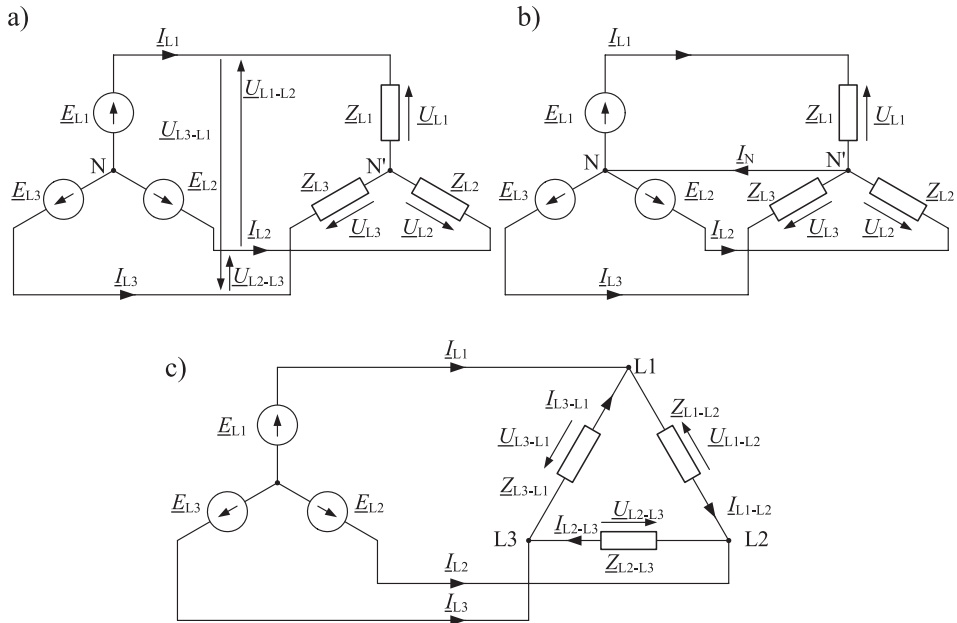 a)
I_L1
E_L1
U_L1-L2
U_L3-L1
Z_L1
U_L1
N
N'
E_L3
E_L2
Z_L3
Z_L2
U_L3
U_L2
I_L2
U_L2-L3
I_L3
b)
I_L1
E_L1
Z_L1
U_L1
N
I_N
N'
E_L3
E_L2
Z_L3
Z_L2
U_L3
U_L2
I_L2
I_L3
c)
I_L1
L1
E_L1
I_L3-L1
Z_L1-L2
U_L3-L1
U_L1-L2
Z_L3-L1
E_L3
E_L2
I_L1-L2
L3
I_L2-L3
U_L2-L3
L2
Z_L2-L3
I_L2
I_L3